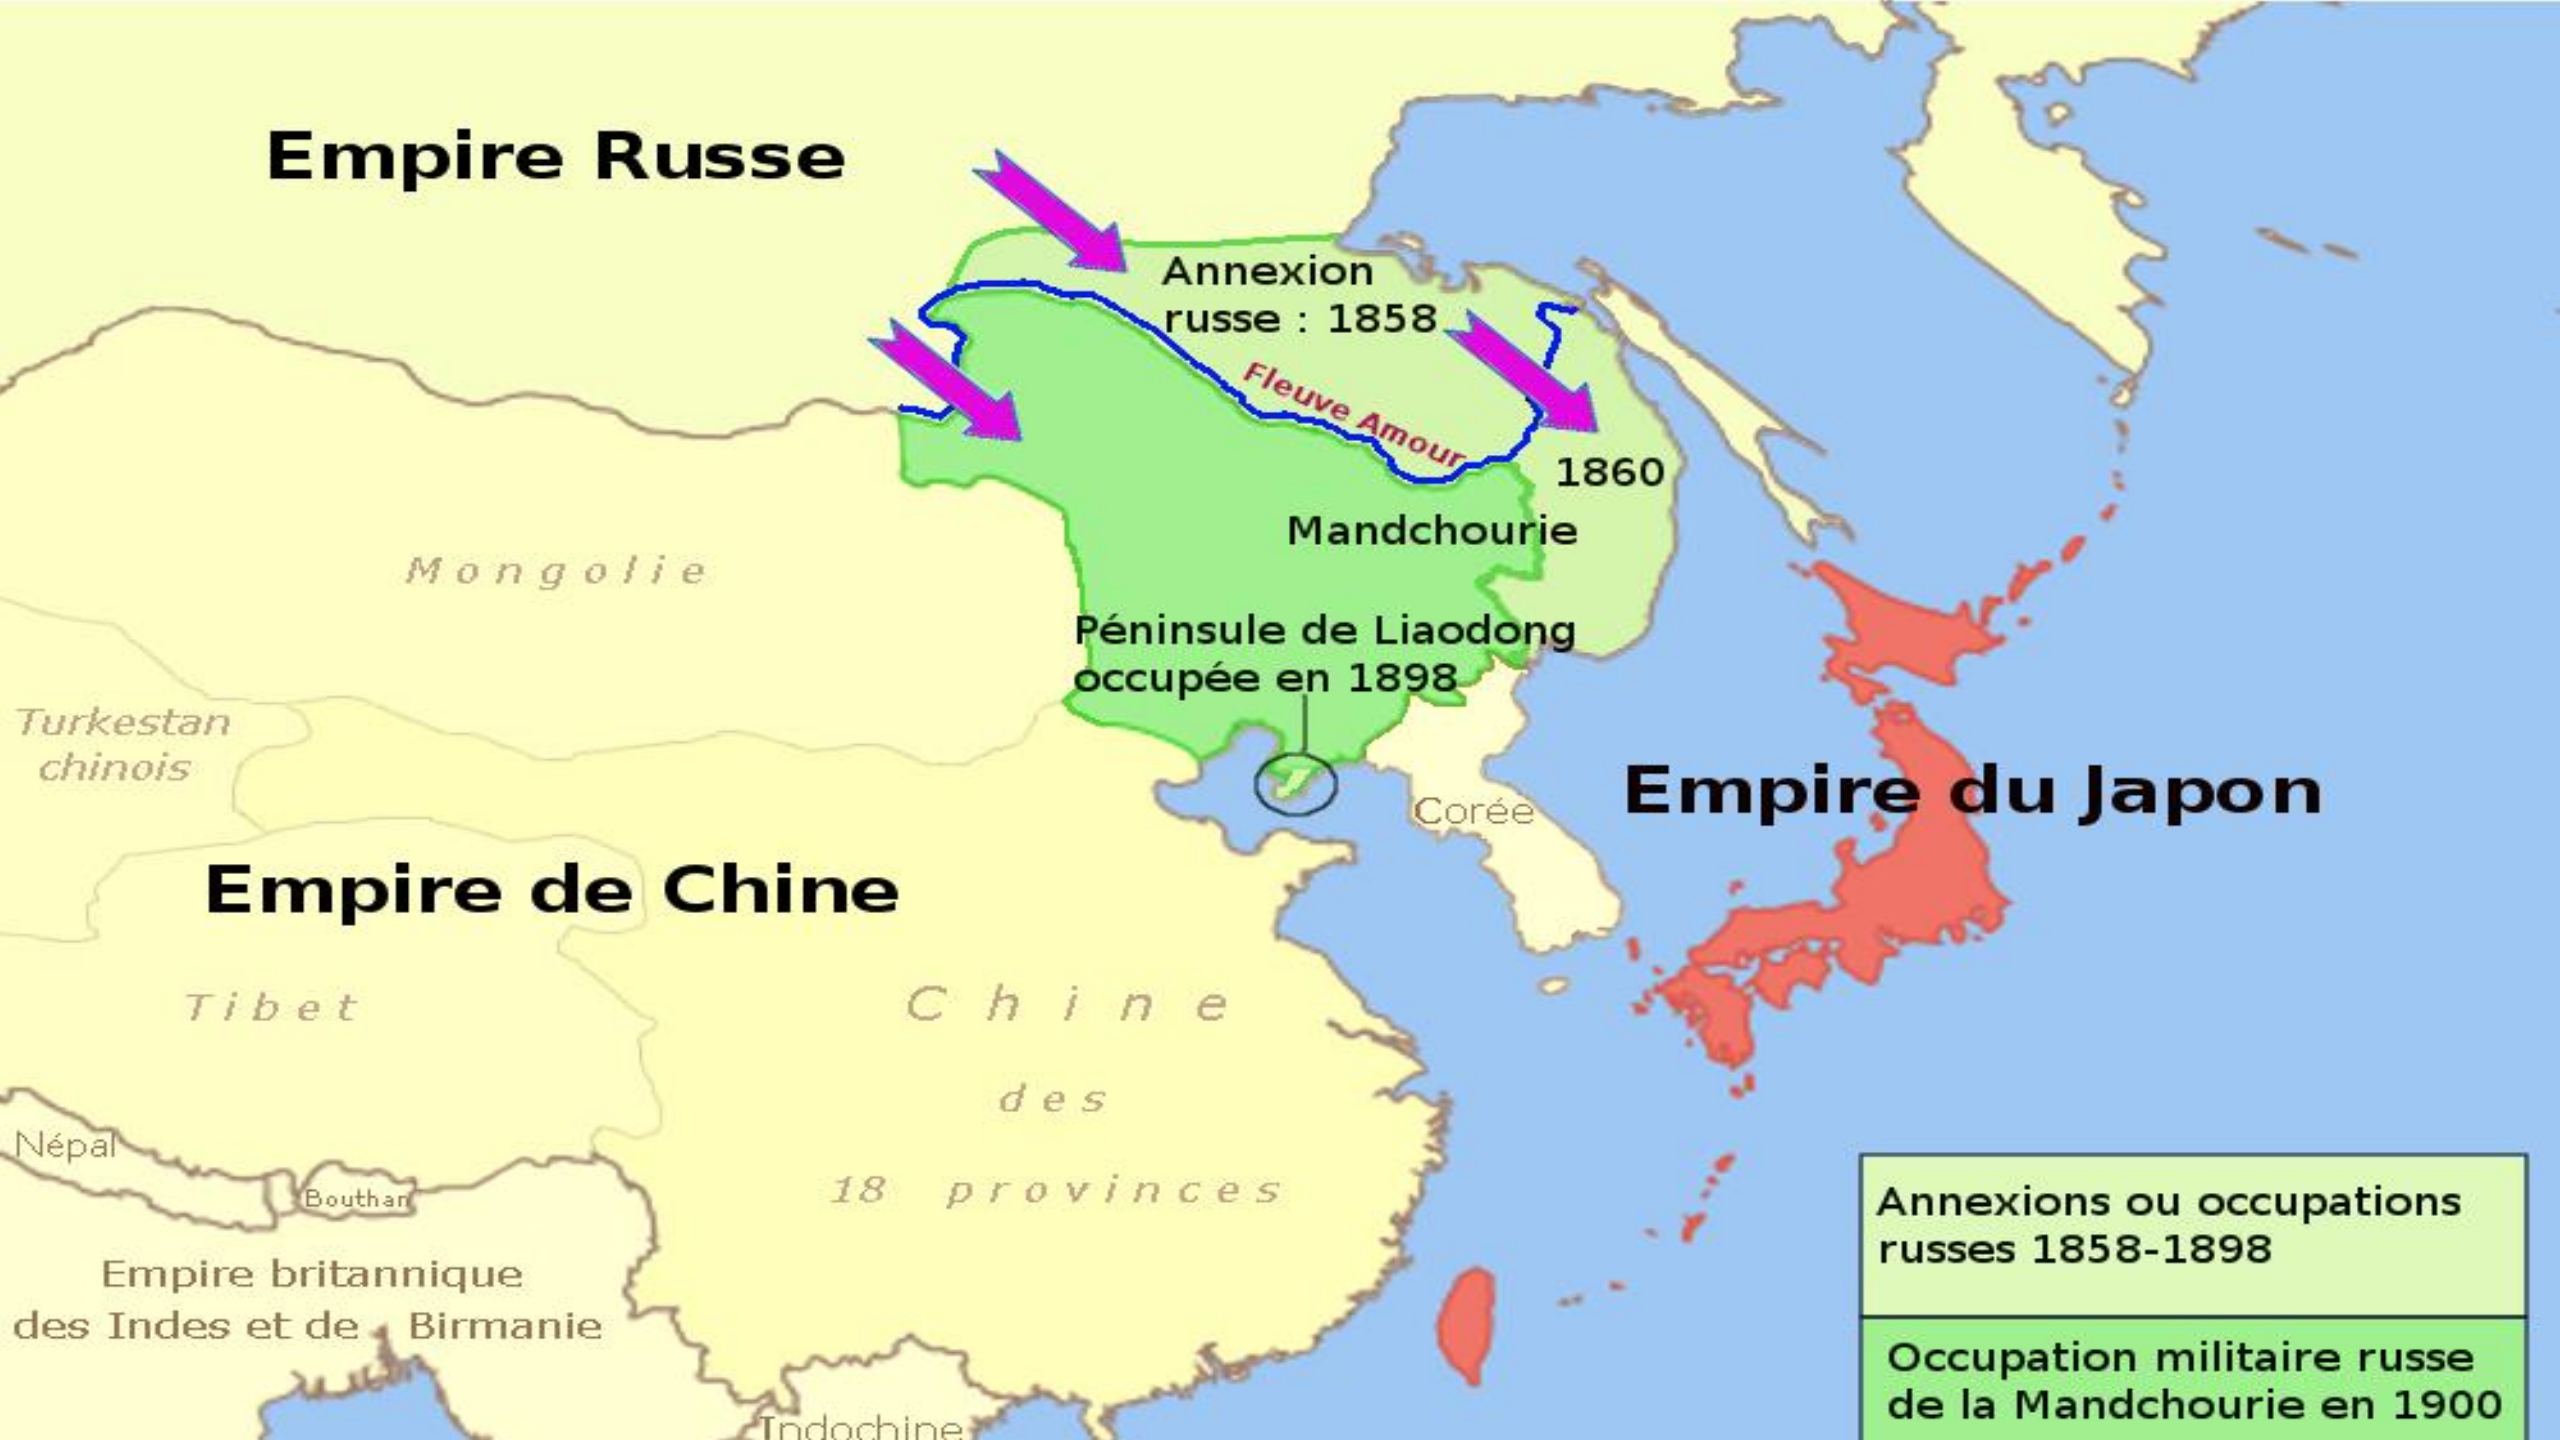 Empire Russe
Annexion
russe : 1858
Fleuve Amour
1860
Mandchourie
Mongolie
Péninsule de Liaodong
occupée en 1898
Turkestan
chinois
Empire du Japon
Corée
Empire de Chine
Tibet
Chine
des
18 provinces
Népal
Bouthan
Empire britannique
des Indes et de Birmanie
Indochine
Annexions ou occupations
russes 1858-1898
Occupation militaire russe
de la Mandchourie en 1900